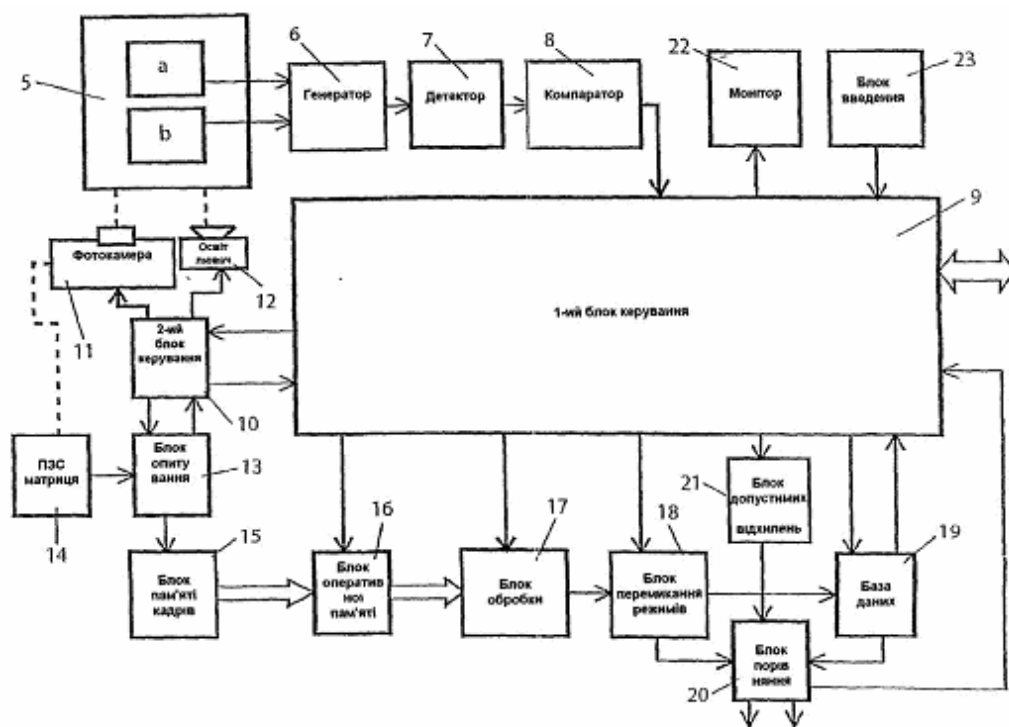 5
a
b
6
Генератор
7
Детектор
8
Компаратор
22
Монітор
23
Блок
введення
9
1-ий блок керування
Фотокамера
11
Освіт
лювач
12
2-ий
блок
керування
10
ПЗС
матриця
14
Блок
опиту
вання
13
15
Блок
пам'яті
кадрів
16
Блок
оператив
ної
пам'яті
17
Блок
обробки
18
Блок
перемикання
режимів
21
Блок
допустимих
відхилень
19
База
даних
20
Блок
порів
няння